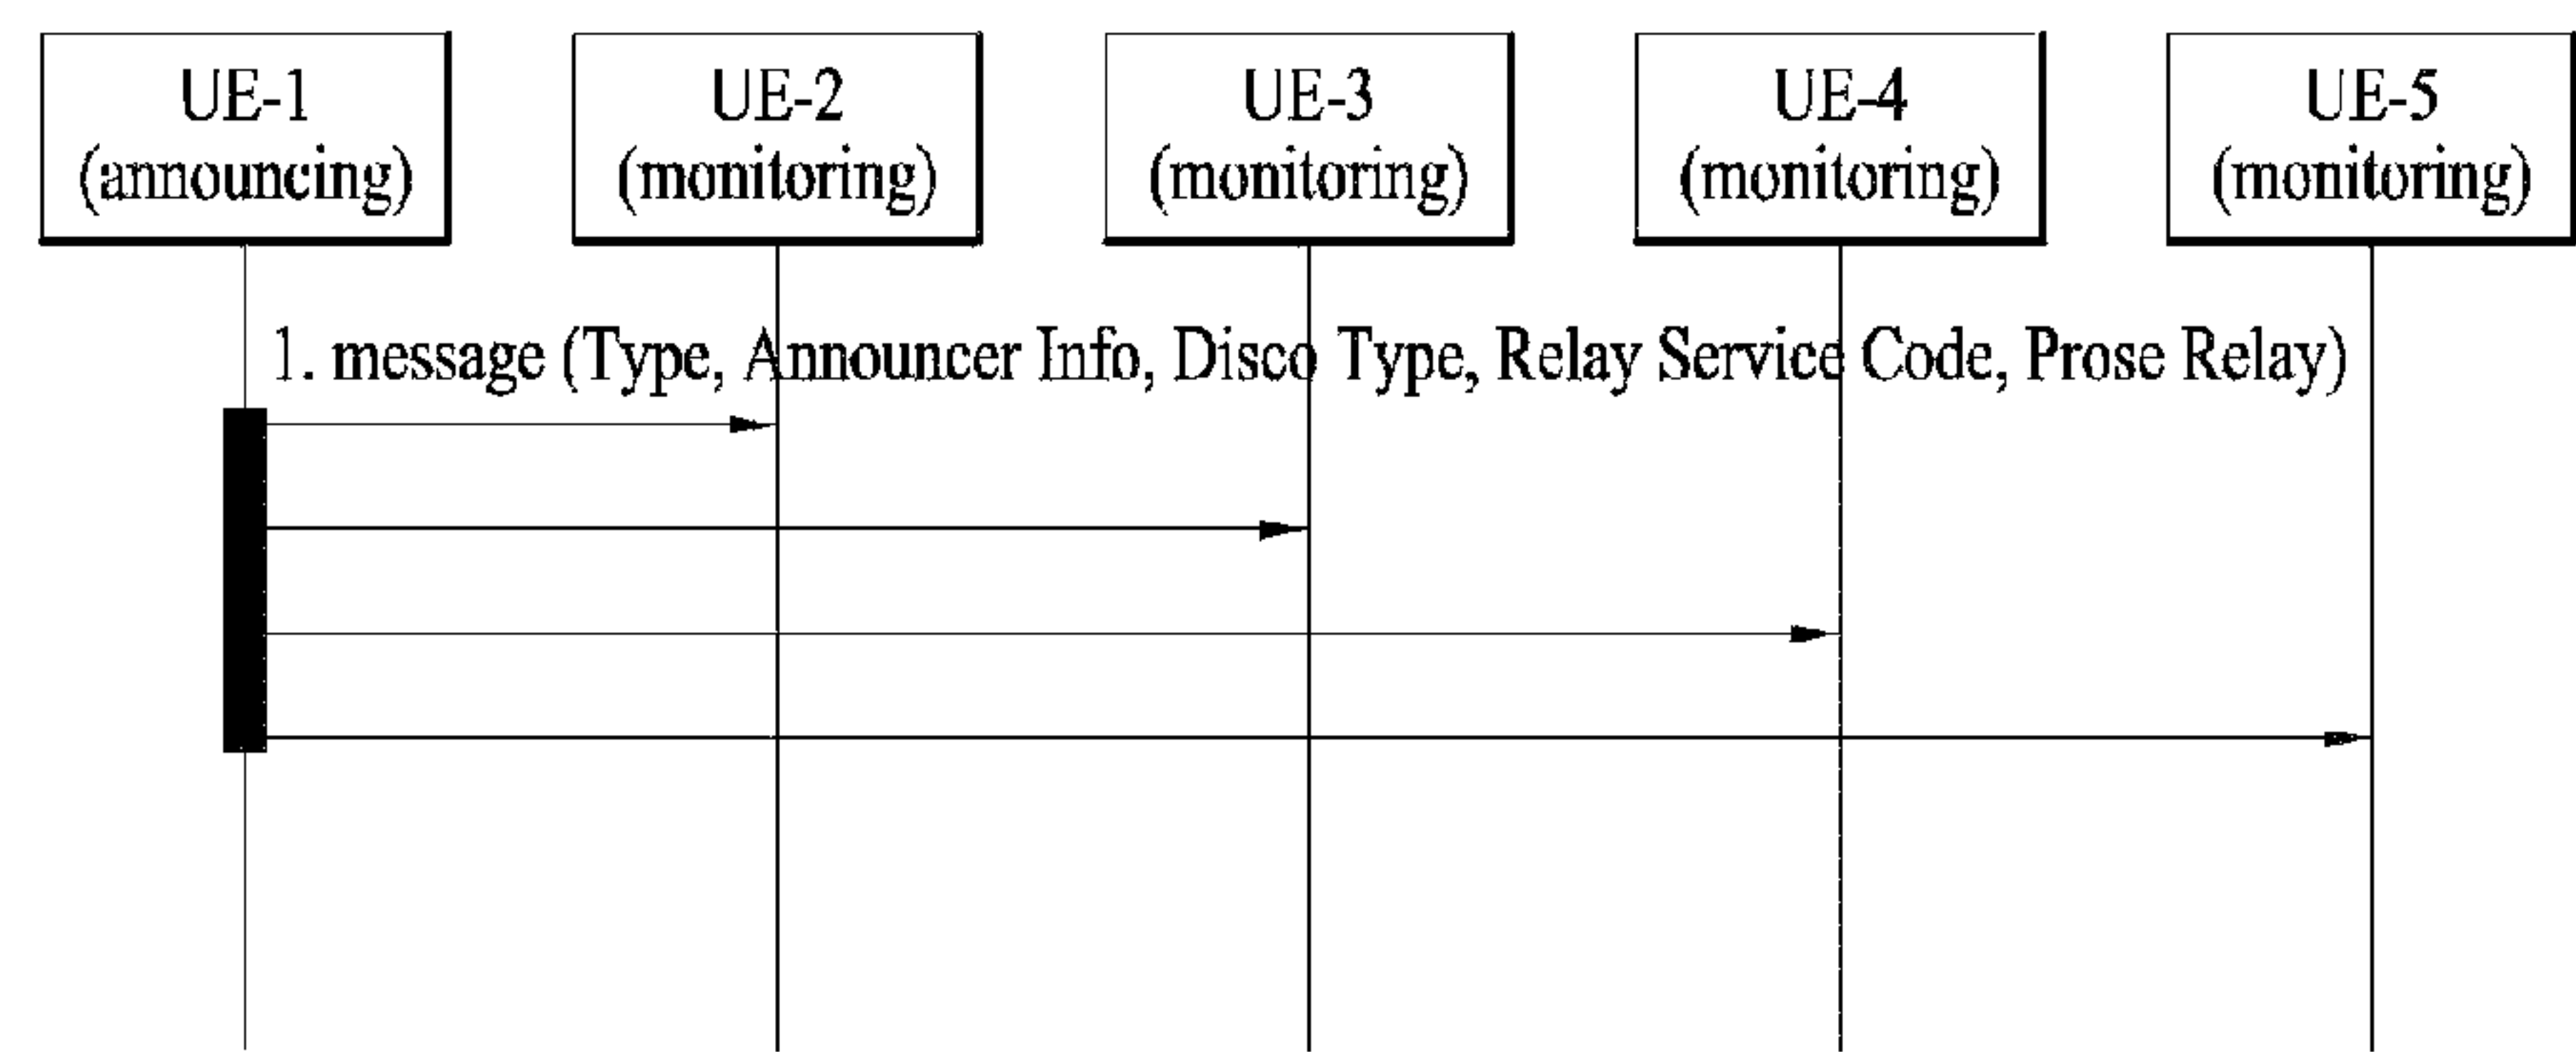 UE-1
(announcing)
UE-2
(monitoring)
UE-3
(monitoring)
UE-4
(monitoring)
UE-5
(monitoring)
1. message (Type, Announcer Info, Disco Type, Relay Service Code, Prose Relay)